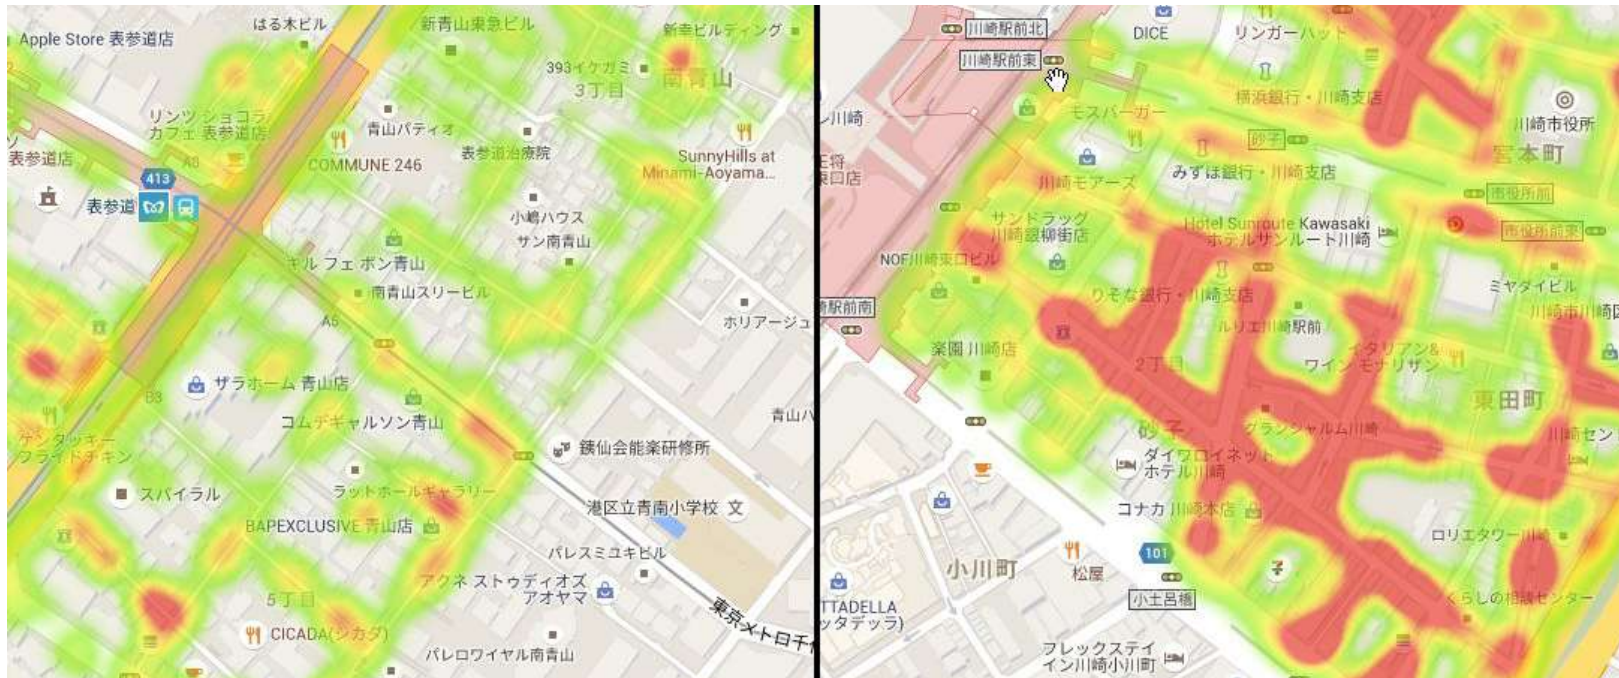 Apple Store 表参道店
はる木ビル
新青山東急ビル
新幸ビルディング
393イケガミ
3丁目
南青山
リンツ ショコラ
カフェ 表参道店
青山パティオ
表参道治療院
表参道店
A8
COMMUNE 246
SunnyHills at
Minami-Aoyama...
413
表参道
小嶋ハウス
サン南青山
キル フェ ボン青山
南青山スリービル
A5
ホリアージュ
ザラホーム 青山店
B3
コムデギャルソン青山
青山ハ
ケンタッキー
フライドチキン
銕仙会能楽研修所
スパイラル
ラットホールギャラリー
港区立青南小学校
BAPEXCLUSIVE 青山店
パレスミユキビル
アクネ ストゥディオズ
アオヤマ
5丁目
CICADA(シカダ)
東京メトロ千
パレロワイヤル南青山
川崎駅前北
川崎駅前東
DICE
リンガーハット
横浜銀行・川崎支店
モスバーガー
川崎市役所
砂子
宮本町
みずほ銀行・川崎支店
川崎モアーズ
市役所前
サンドラッグ
川崎銀柳街店
Hotel Sunroute Kawasaki
ホテルサンルート川崎
市役所前東
NOF川崎東口ビル
ミヤダイビル
りそな銀行・川崎支店
崎駅前南
ルリエ川崎駅前
川崎市川崎区
楽園 川崎店
2丁目
イタリアン&
ワイン モナリザン
東田町
砂子
グランシャルム川崎
川崎セン
ダイワロイネット
ホテル川崎
コナカ 川崎本店
ロリエタワー川崎
101
小川町
松屋
小土呂橋
くらしの相談センター
TTADELLA
ッタデッラ)
フレックステイ
イン川崎小川町